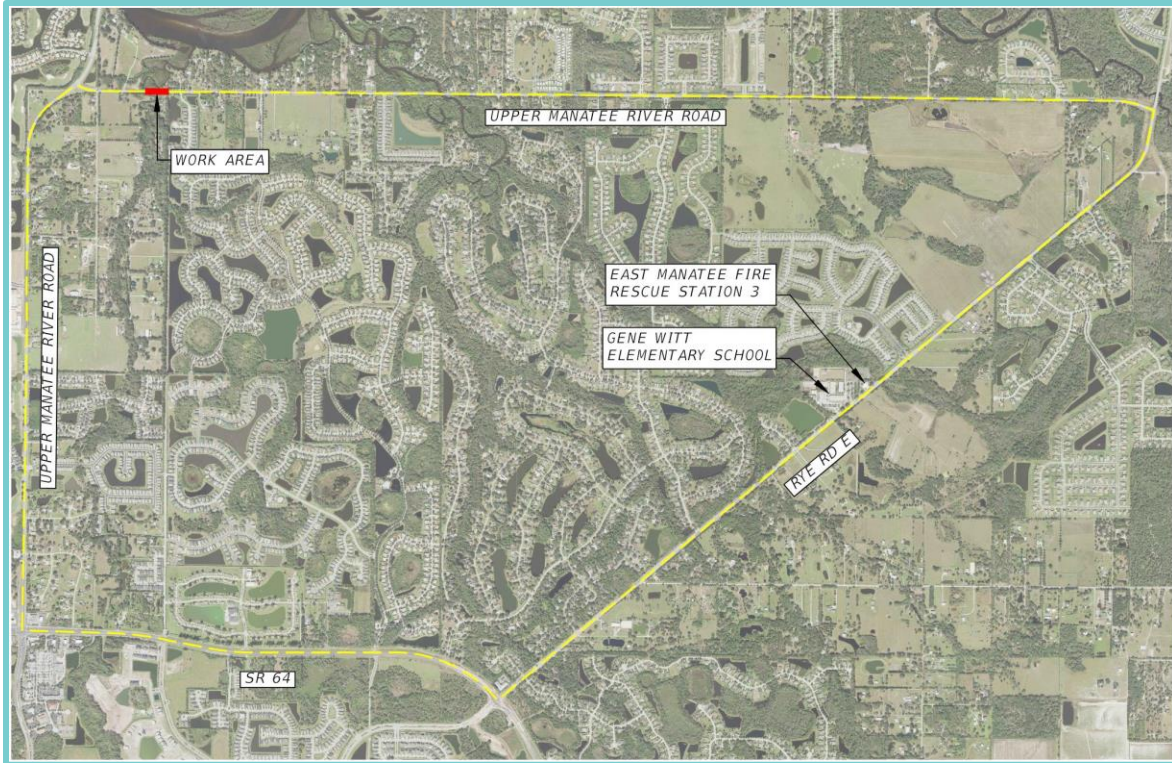 UPPER MANATEE RIVER ROAD
WORK AREA
UPPER MANATEE RIVER ROAD
EAST MANATEE FIRE
RESCUE STATION 3
GENE WITT
ELEMENTARY SCHOOL
RYE RD E
SR 64